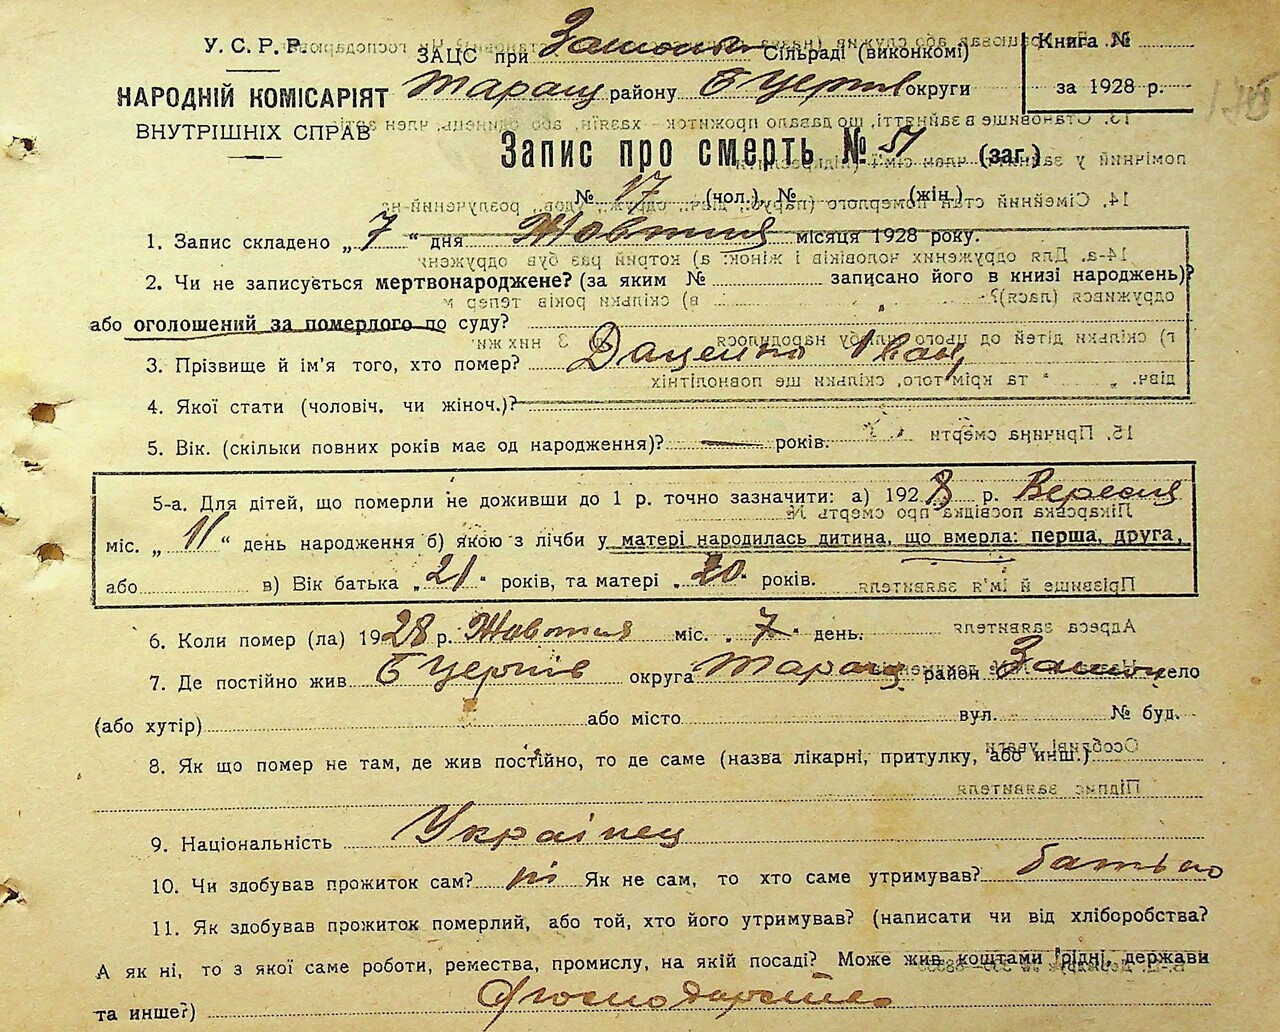 У. С. Р. Р.
НАРОДНІЙ КОМІСАРІЯТ
ВНУТРІШНІХ СПРАВ
ЗАЦС при Сільраді (виконкомі)
Таращ району Б Церків округи
Книга №
за 1928 р.
Запис про смерть № 51 (заг.)
№ 17 (чол.) № (жін.)
1. Запис складено „ 7 “ дня Жовтня місяця 1928 року.
2. Чи не записується мертвонароджене? (за яким № записано його в книзі народжень)?
або оголошений за померлого по суду?
3. Прізвище й ім'я того, хто помер? Даценко Іван
4. Якої стати (чоловіч. чи жіноч.)?
5. Вік. (скільки повних років має од народження)? — років.
5-а. Для дітей, що померли не доживши до 1 р. точно зазначити: а) 1928 р. Вересня
міс. „ 11 “ день народження б) якою з лічби у матері народилась дитина, що вмерла: перша, друга,
або в) Вік батька „ 21 “ років, та матері „ 20 “ років.
6. Коли помер (ла) 1928 р. Жовтня міс. „ 7 “ день.
7. Де постійно жив Б Церків округа Таращ район село
(або хутір) або місто вул. № буд.
8. Як що помер не там, де жив постійно, то де саме (назва лікарні, притулку, або инш.)
9. Національність Українец
10. Чи здобував прожиток сам? ні Як не сам, то хто саме утримував? батько
11. Як здобував прожиток померлий, або той, хто його утримував? (написати чи від хліборобства?
А як ні, то з якої саме роботи, ремества, промислу, на якій посаді? Може жив коштами рідні, держави
та инше?)